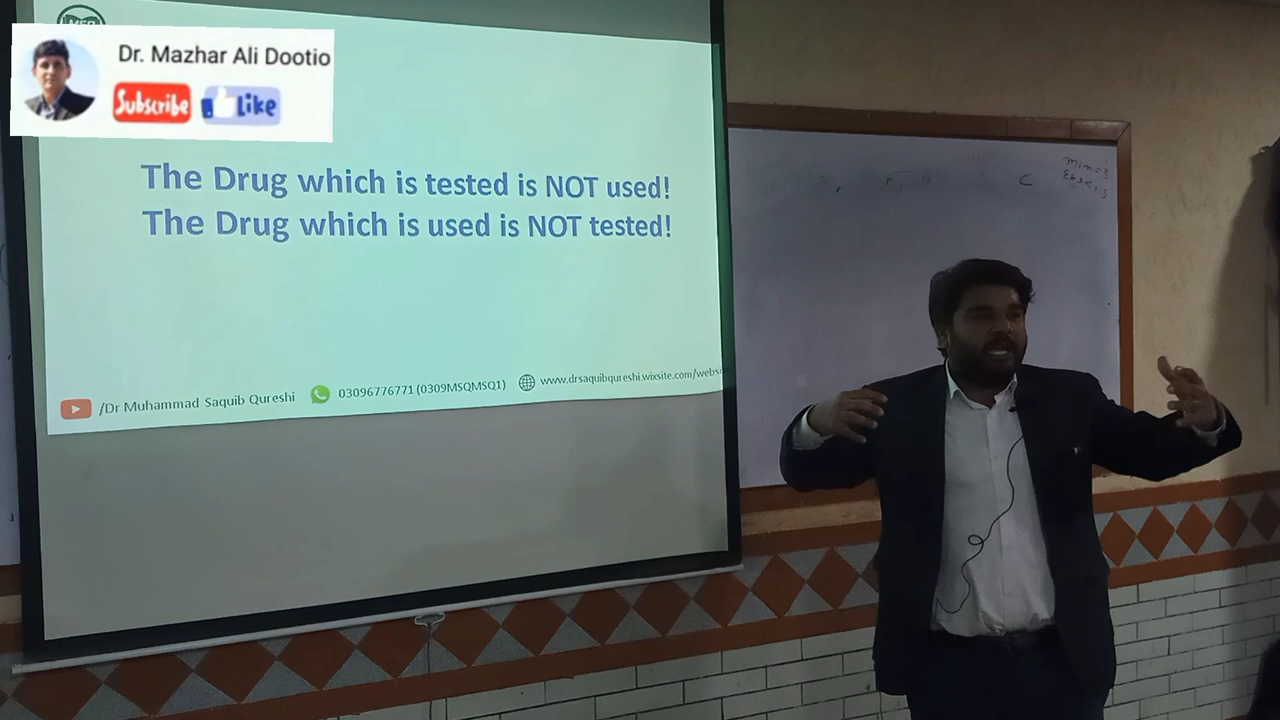 Dr. Mazhar Ali Dootio
Subscribe
Like
The Drug which is tested is NOT used!
The Drug which is used is NOT tested!
/Dr Muhammad Saquib Qureshi
03096776771 (0309MSQMSQ1)
www.drsaquibqureshi.wixsite.com/webs
C